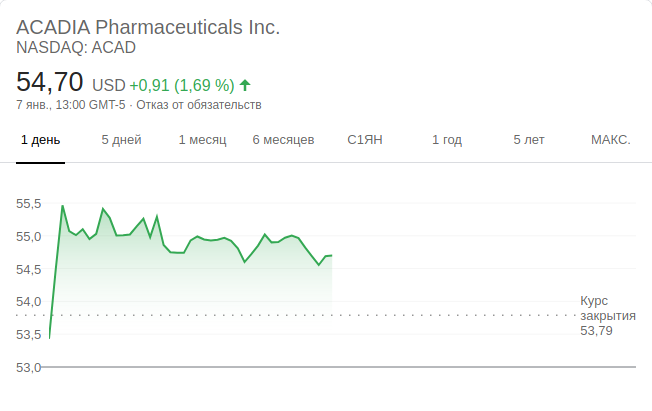 ACADIA Pharmaceuticals Inc.
NASDAQ: ACAD
54,70 USD +0,91 (1,69 %)
7 янв., 13:00 GMT-5 · Отказ от обязательств
1 день 5 дней 1 месяц 6 месяцев С1ЯН 1 год 5 лет МАКС.
55,5
55,0
54,5
54,0
53,5
53,0
Курс
закрытия
53,79